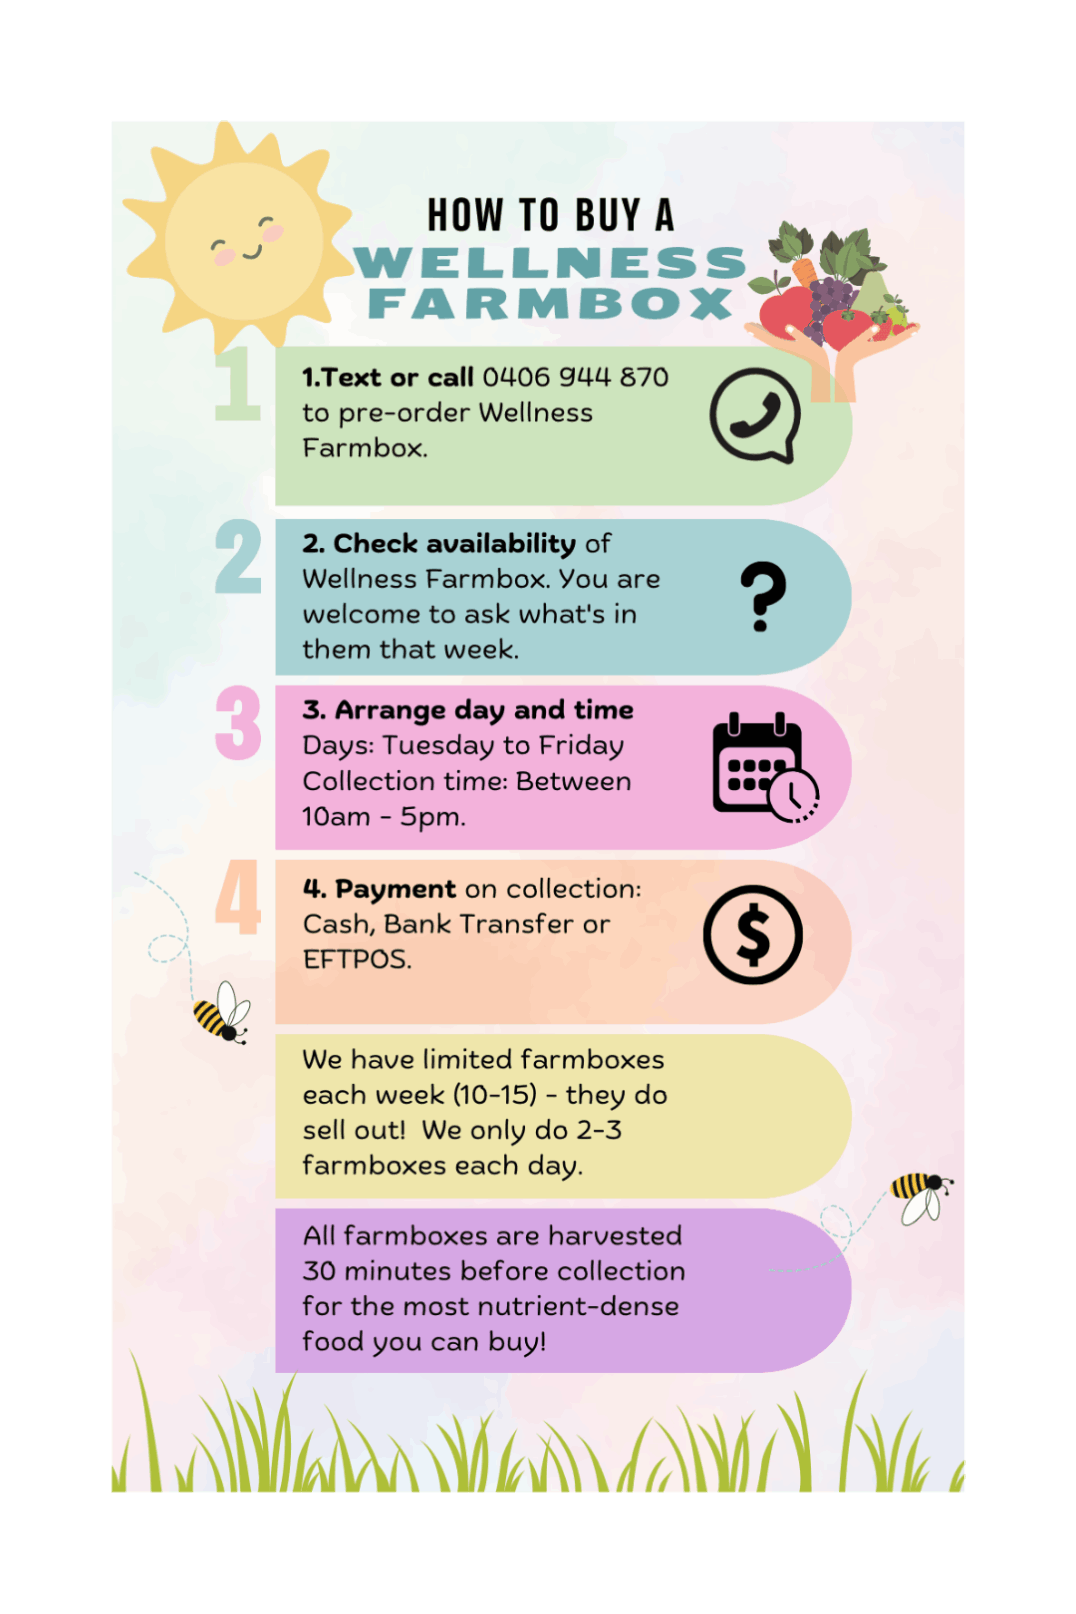 HOW TO BUY A
WELLNESS
FARMBOX
1
1.Text or call 0406 944 870
to pre-order Wellness
Farmbox.
2
2. Check availability of
Wellness Farmbox. You are
welcome to ask what's in
them that week.
?
3
3. Arrange day and time
Days: Tuesday to Friday
Collection time: Between
10am - 5pm.
4
4. Payment on collection:
Cash, Bank Transfer or
EFTPOS.
$
We have limited farmboxes
each week (10-15) - they do
sell out!  We only do 2-3
farmboxes each day.
All farmboxes are harvested
30 minutes before collection
for the most nutrient-dense
food you can buy!